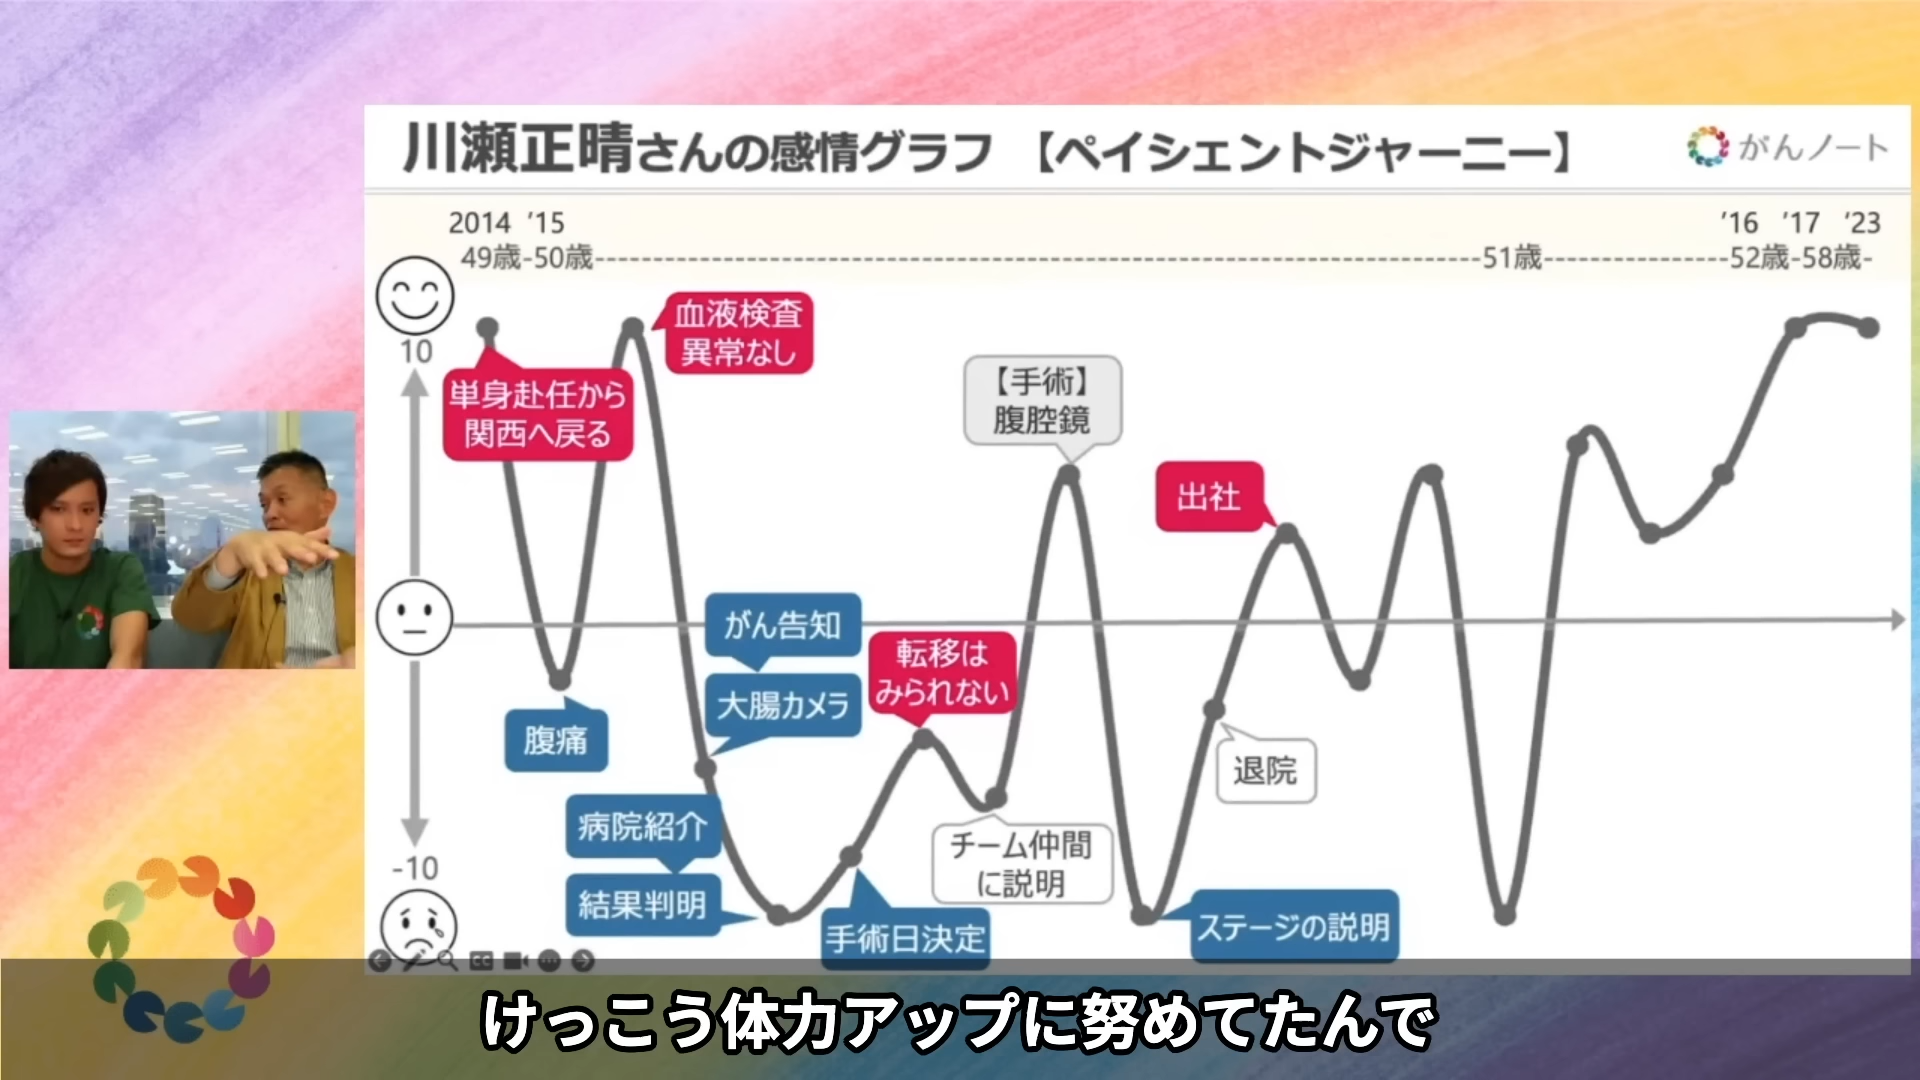 川瀬正晴さんの感情グラフ 【ペイシェントジャーニー】
がんノート
2014 '15
'16 '17 '23
49歳-50歳
51歳
52歳-58歳-
10
血液検査
異常なし
単身赴任から
関西へ戻る
【手術】
腹腔鏡
出社
がん告知
転移は
みられない
大腸カメラ
腹痛
退院
病院紹介
チーム仲間
に説明
-10
結果判明
手術日決定
ステージの説明
CC
けっこう体力アップに努めてたんで